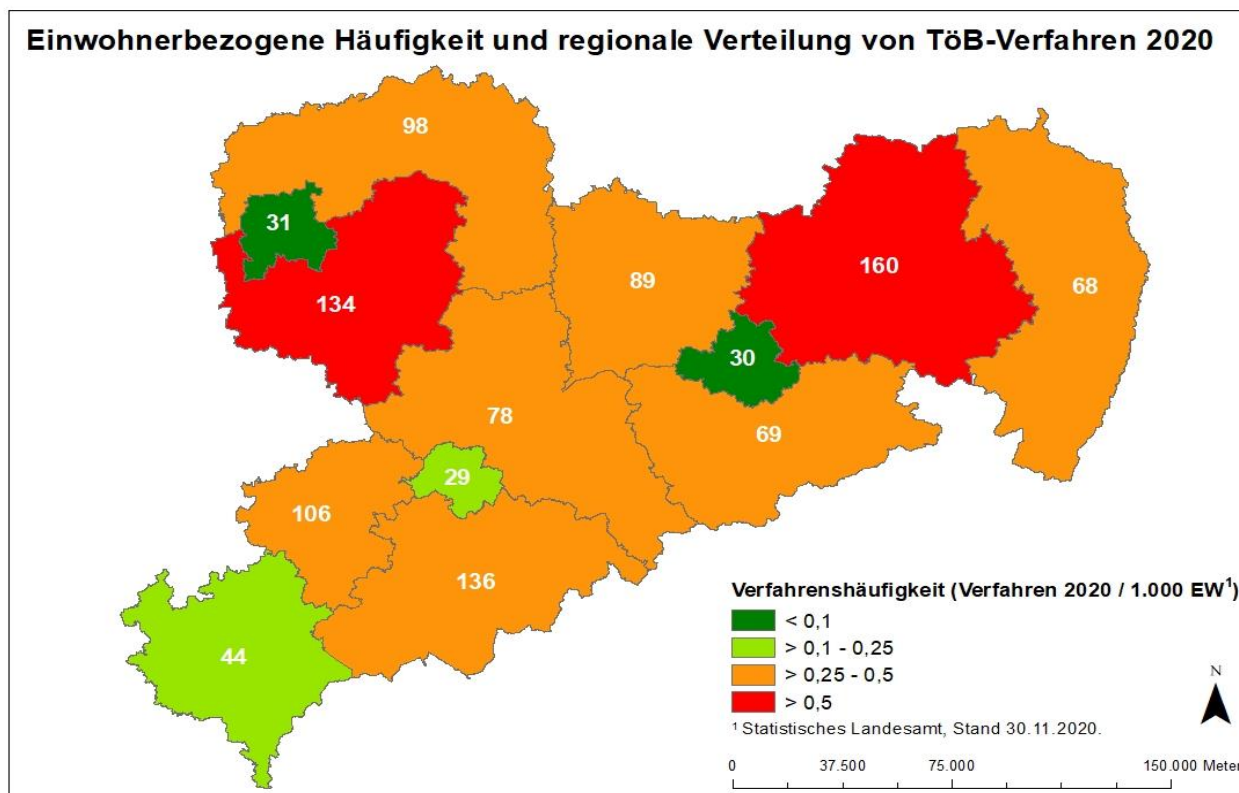 Einwohnerbezogene Häufigkeit und regionale Verteilung von TöB-Verfahren 2020
98
31
134
89
160
68
30
78
69
29
106
136
44
Verfahrenshäufigkeit (Verfahren 2020 / 1.000 EW¹)
< 0,1
> 0,1 - 0,25
> 0,25 - 0,5
> 0,5
¹ Statistisches Landesamt, Stand 30.11.2020.
N
0 37.500 75.000 150.000 Meter